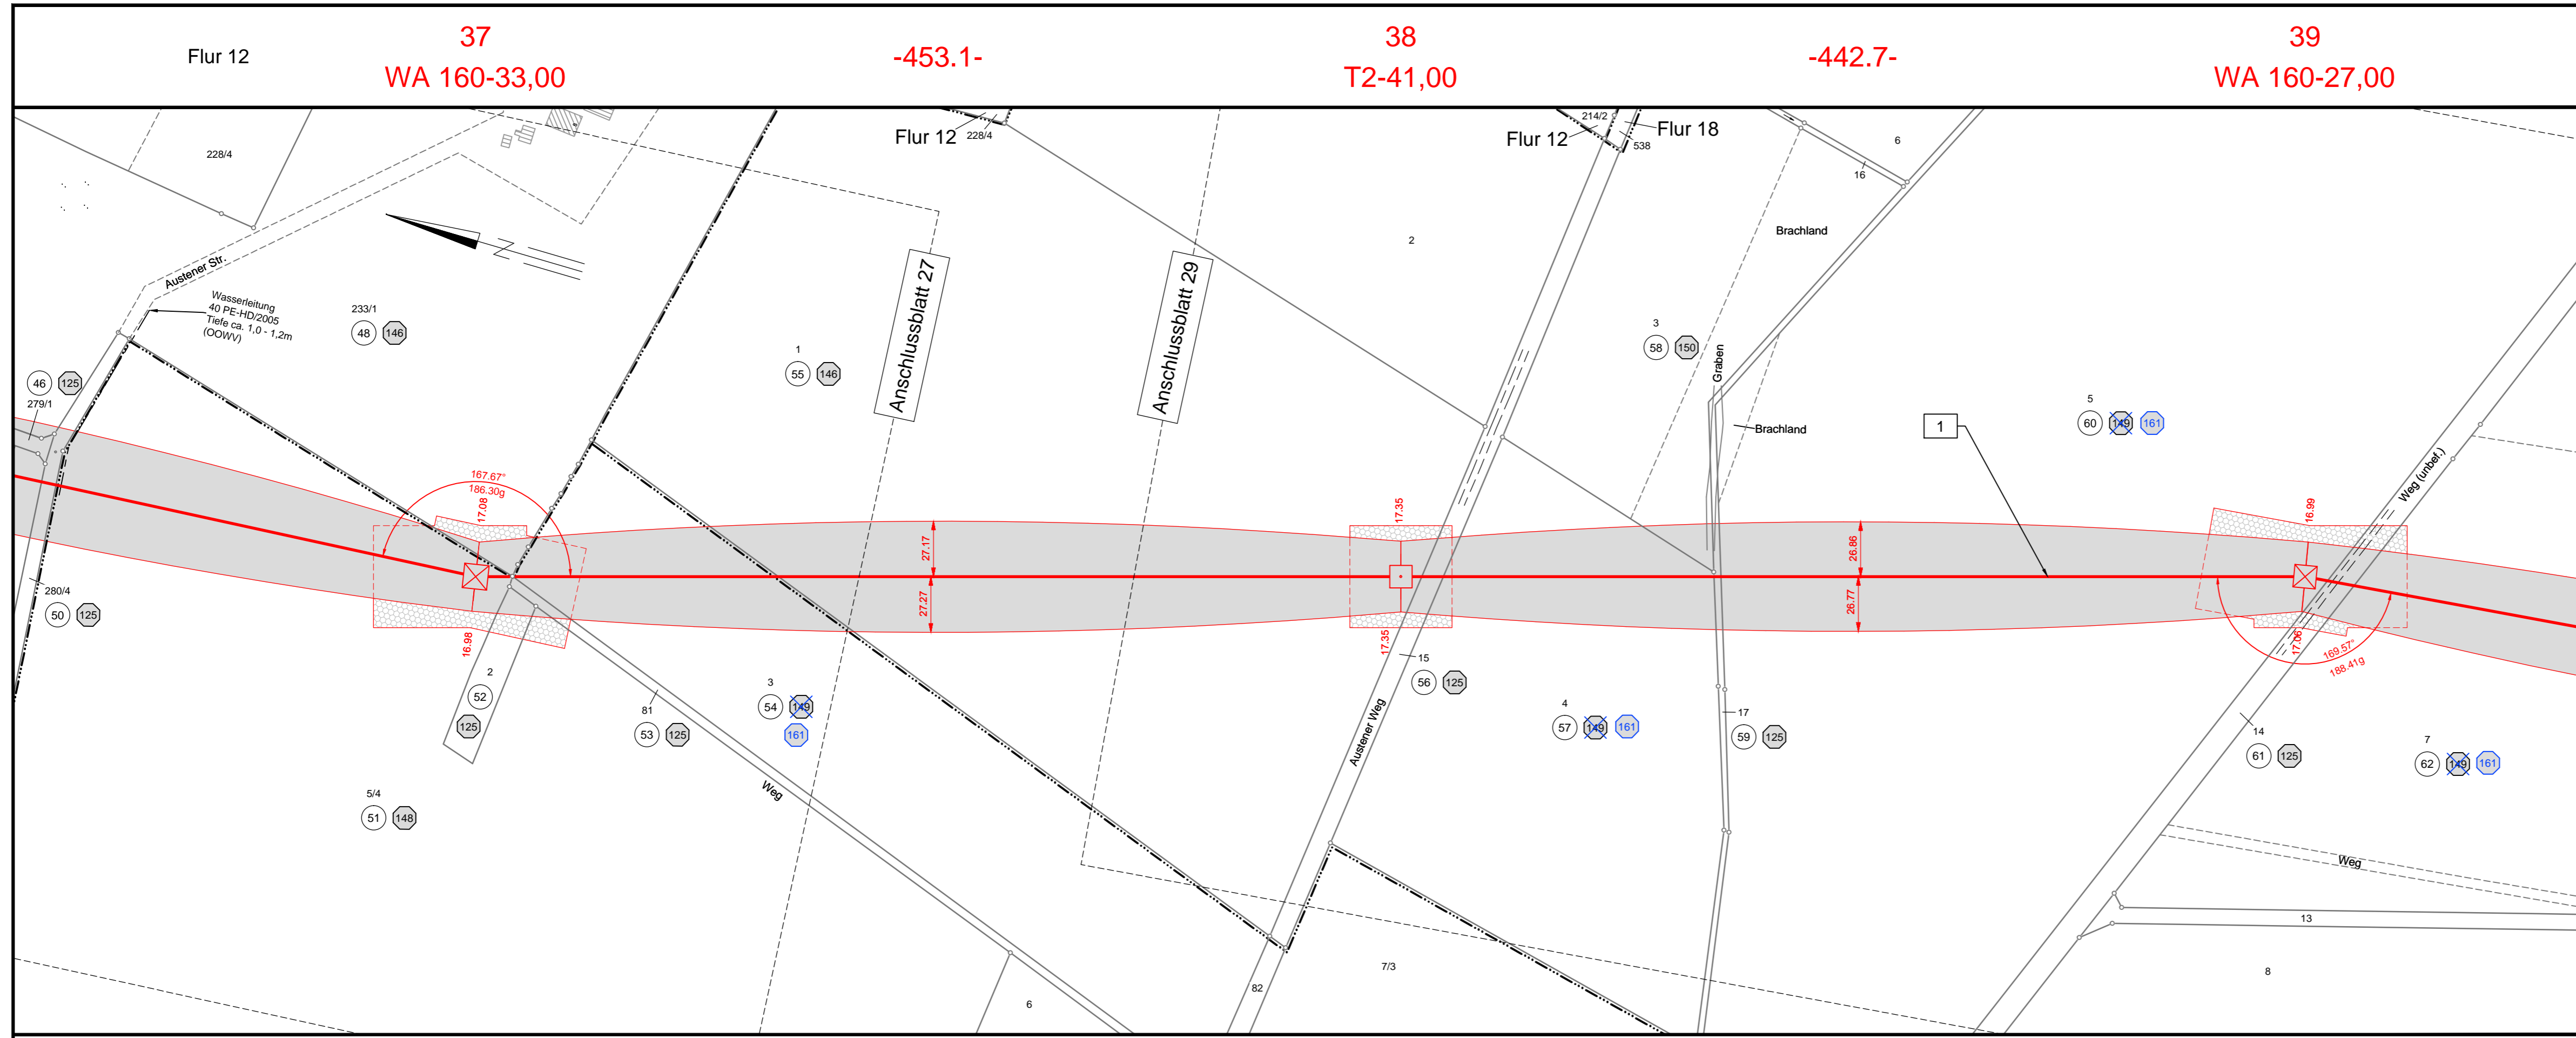 Flur 12
37
WA 160-33,00
-453.1-
38
T2-41,00
-442.7-
39
WA 160-27,00
228/4
Flur 12
228/4
214/2
Flur 12
Flur 18
538
6
16
Brachland
2
N
Austener Str.
Wasserleitung
40 PE-HD/2005
Tiefe ca. 1,0 - 1,2m
(OOWV)
233/1
48 146
Anschlussblatt 27
Anschlussblatt 29
1
55 146
3
58 150
Graben
46 125
279/1
Brachland
1
5
60 149 161
Weg (unbef.)
167.67°
186.30g
17.08
16.98
27.17
27.27
17.35
17.35
26.86
26.77
16.99
17.06
169.57°
188.41g
280/4
50 125
2
52
125
81
53 125
3
54 149
161
15
56 125
Austener Weg
4
57 149 161
17
59 125
14
61 125
7
62 149 161
5/4
51 148
Weg
Weg
13
82
7/3
6
8